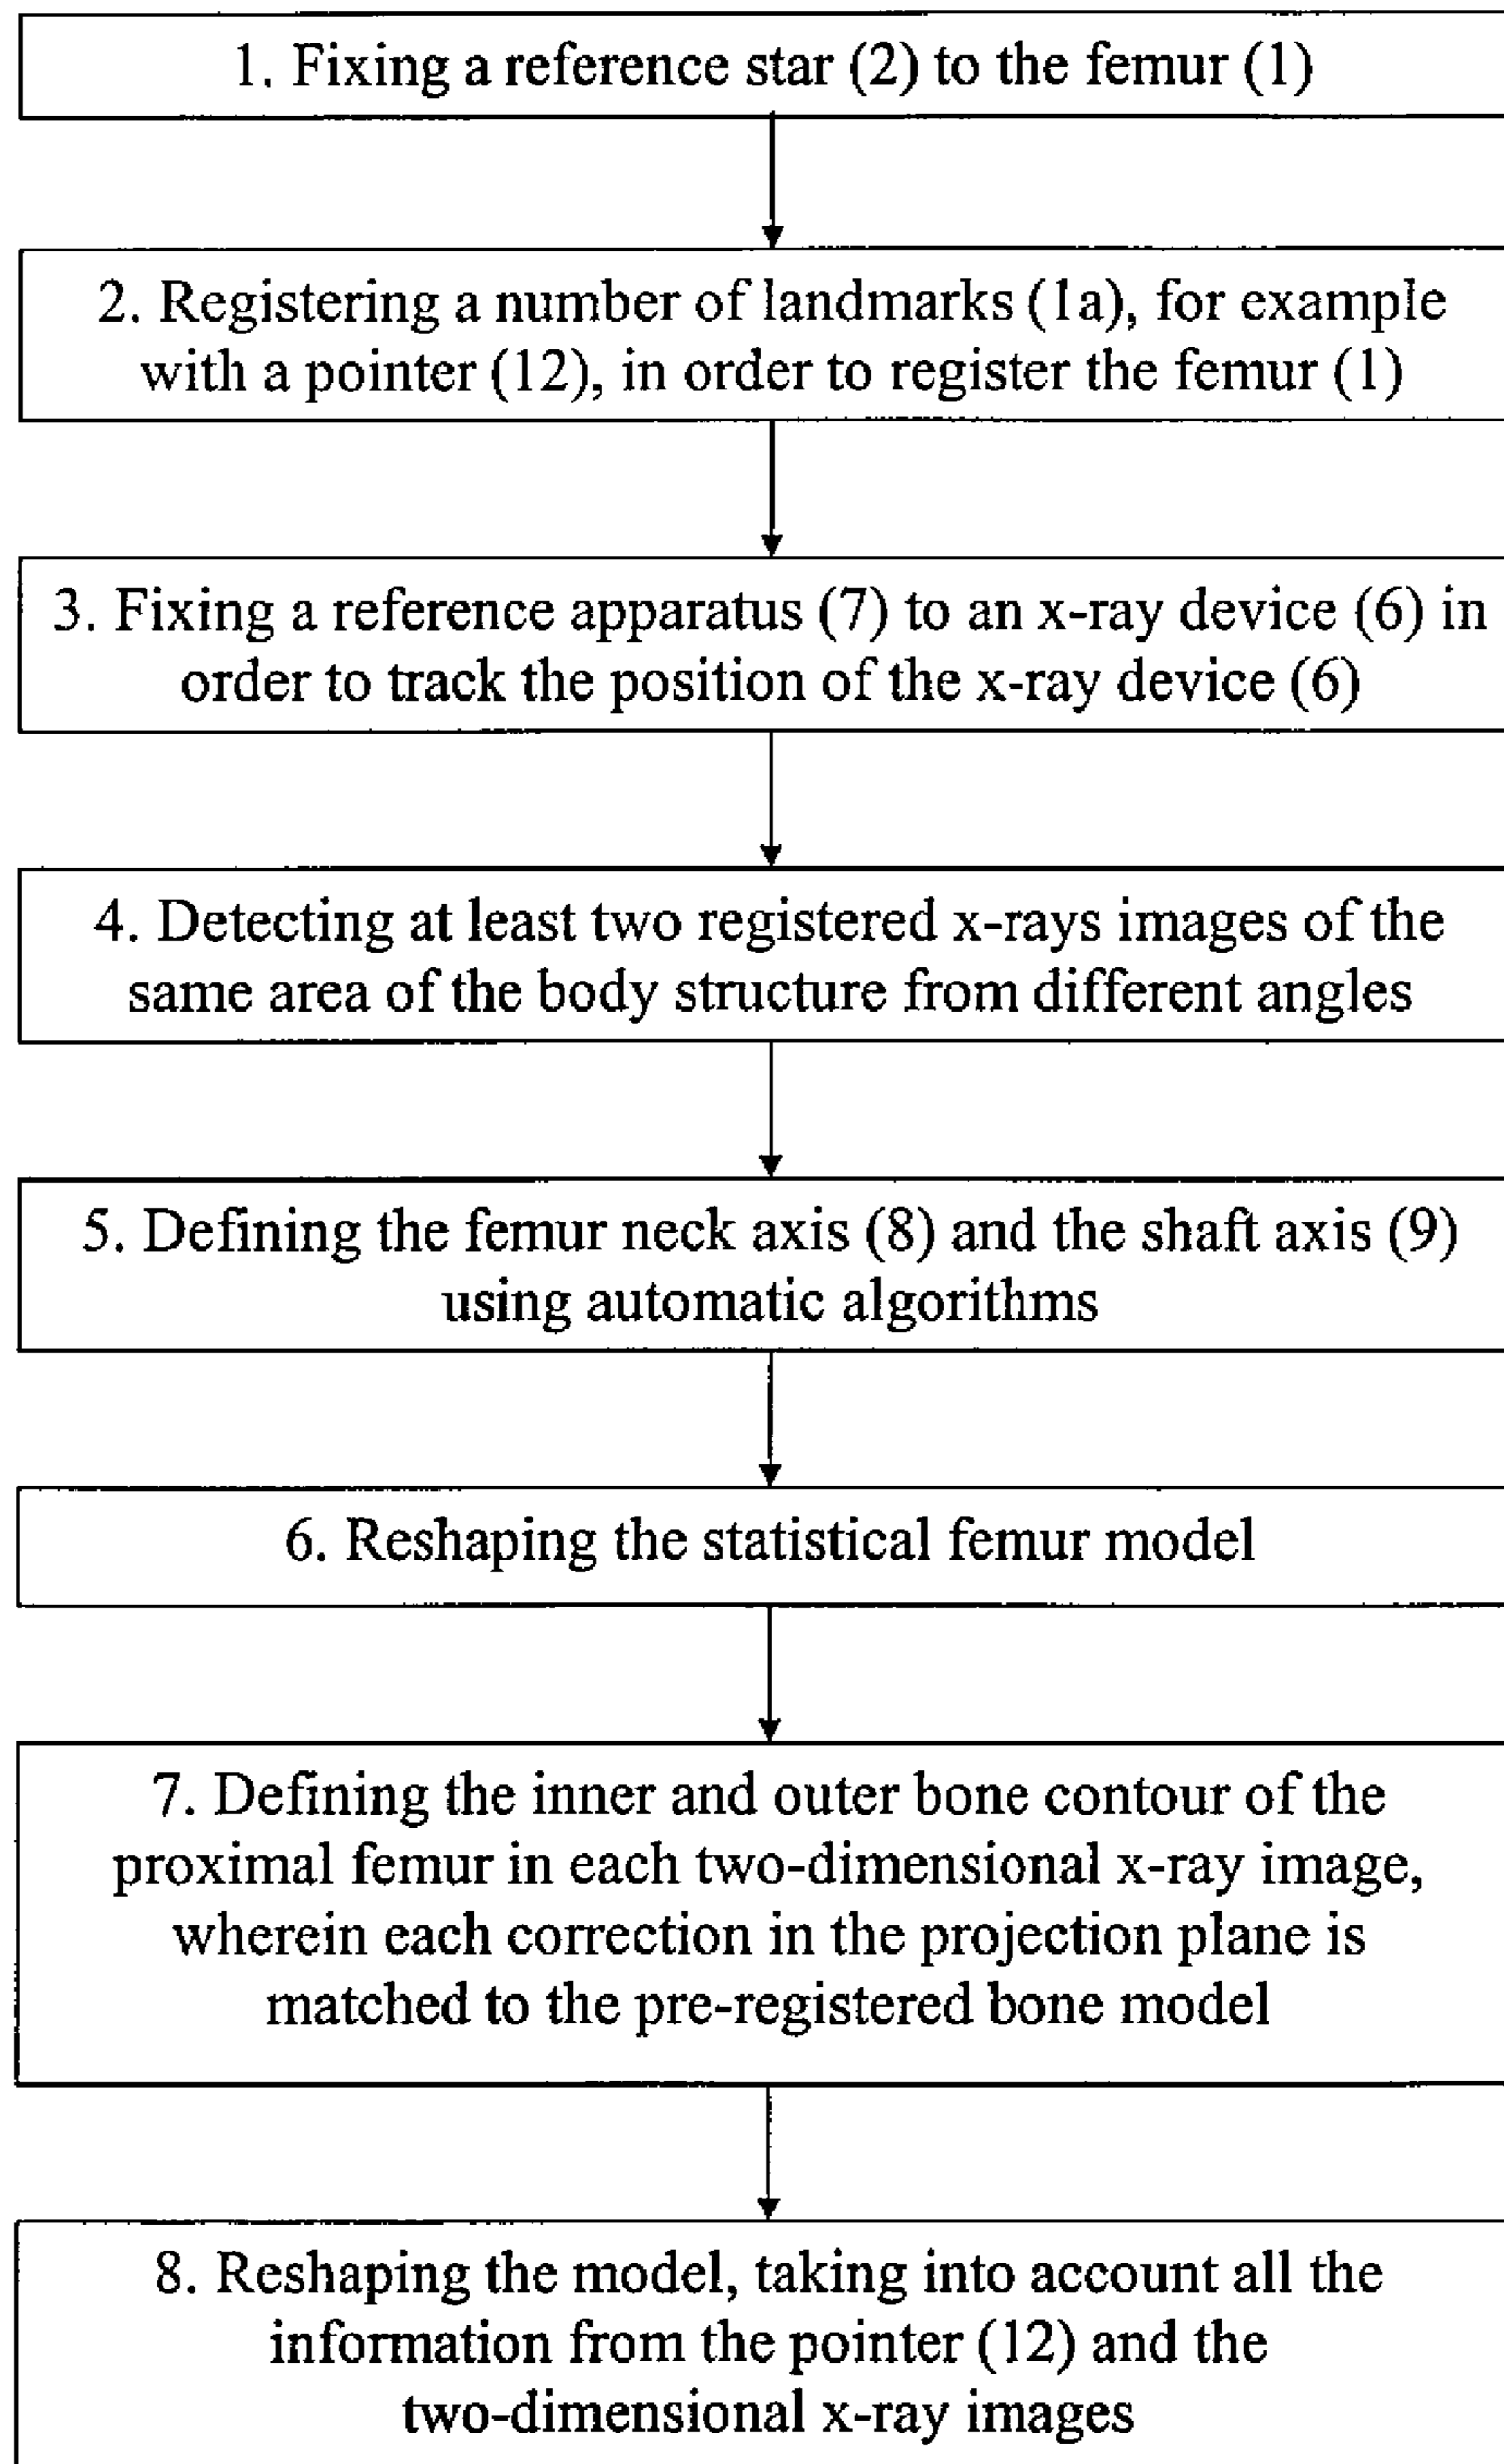 1. Fixing a reference star (2) to the femur (1)
2. Registering a number of landmarks (1a), for example
with a pointer (12), in order to register the femur (1)
3. Fixing a reference apparatus (7) to an x-ray device (6) in
order to track the position of the x-ray device (6)
4. Detecting at least two registered x-rays images of the
same area of the body structure from different angles
5. Defining the femur neck axis (8) and the shaft axis (9)
using automatic algorithms
6. Reshaping the statistical femur model
7. Defining the inner and outer bone contour of the
proximal femur in each two-dimensional x-ray image,
wherein each correction in the projection plane is
matched to the pre-registered bone model
8. Reshaping the model, taking into account all the
information from the pointer (12) and the
two-dimensional x-ray images